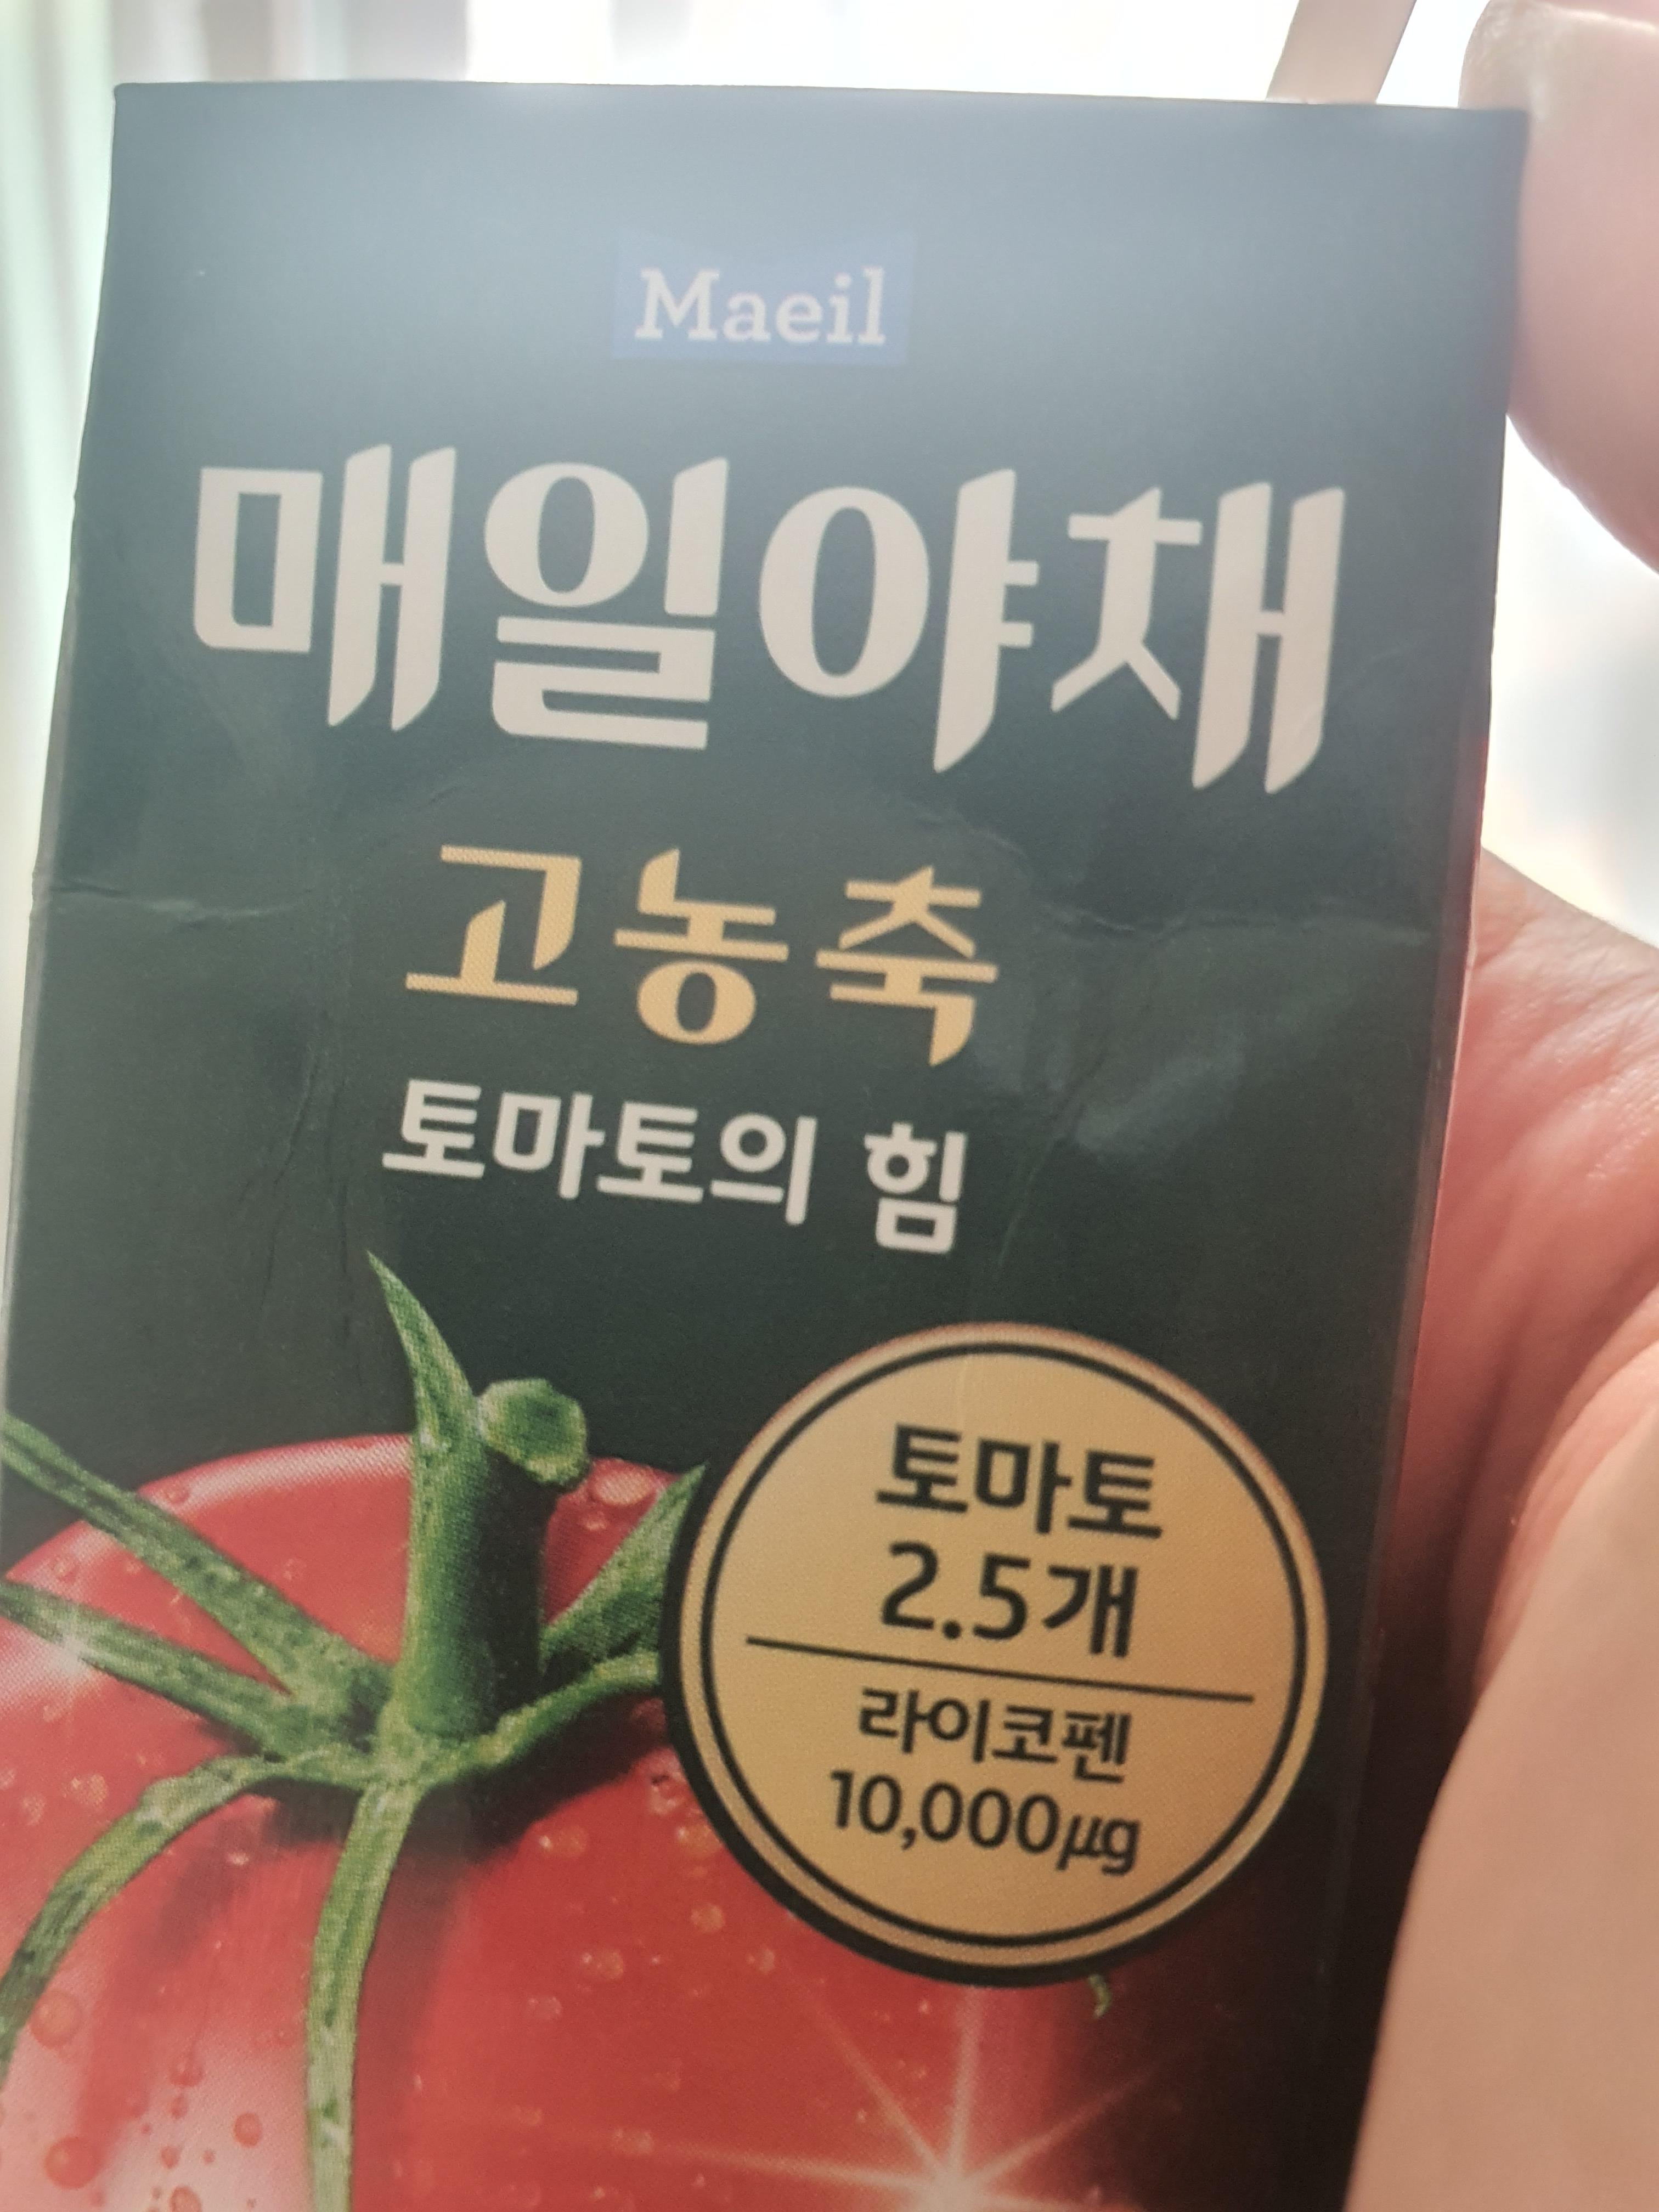 Maeil
매일야채
고농축
토마토의 힘
토마토
2.5개
라이코펜
10,000µg